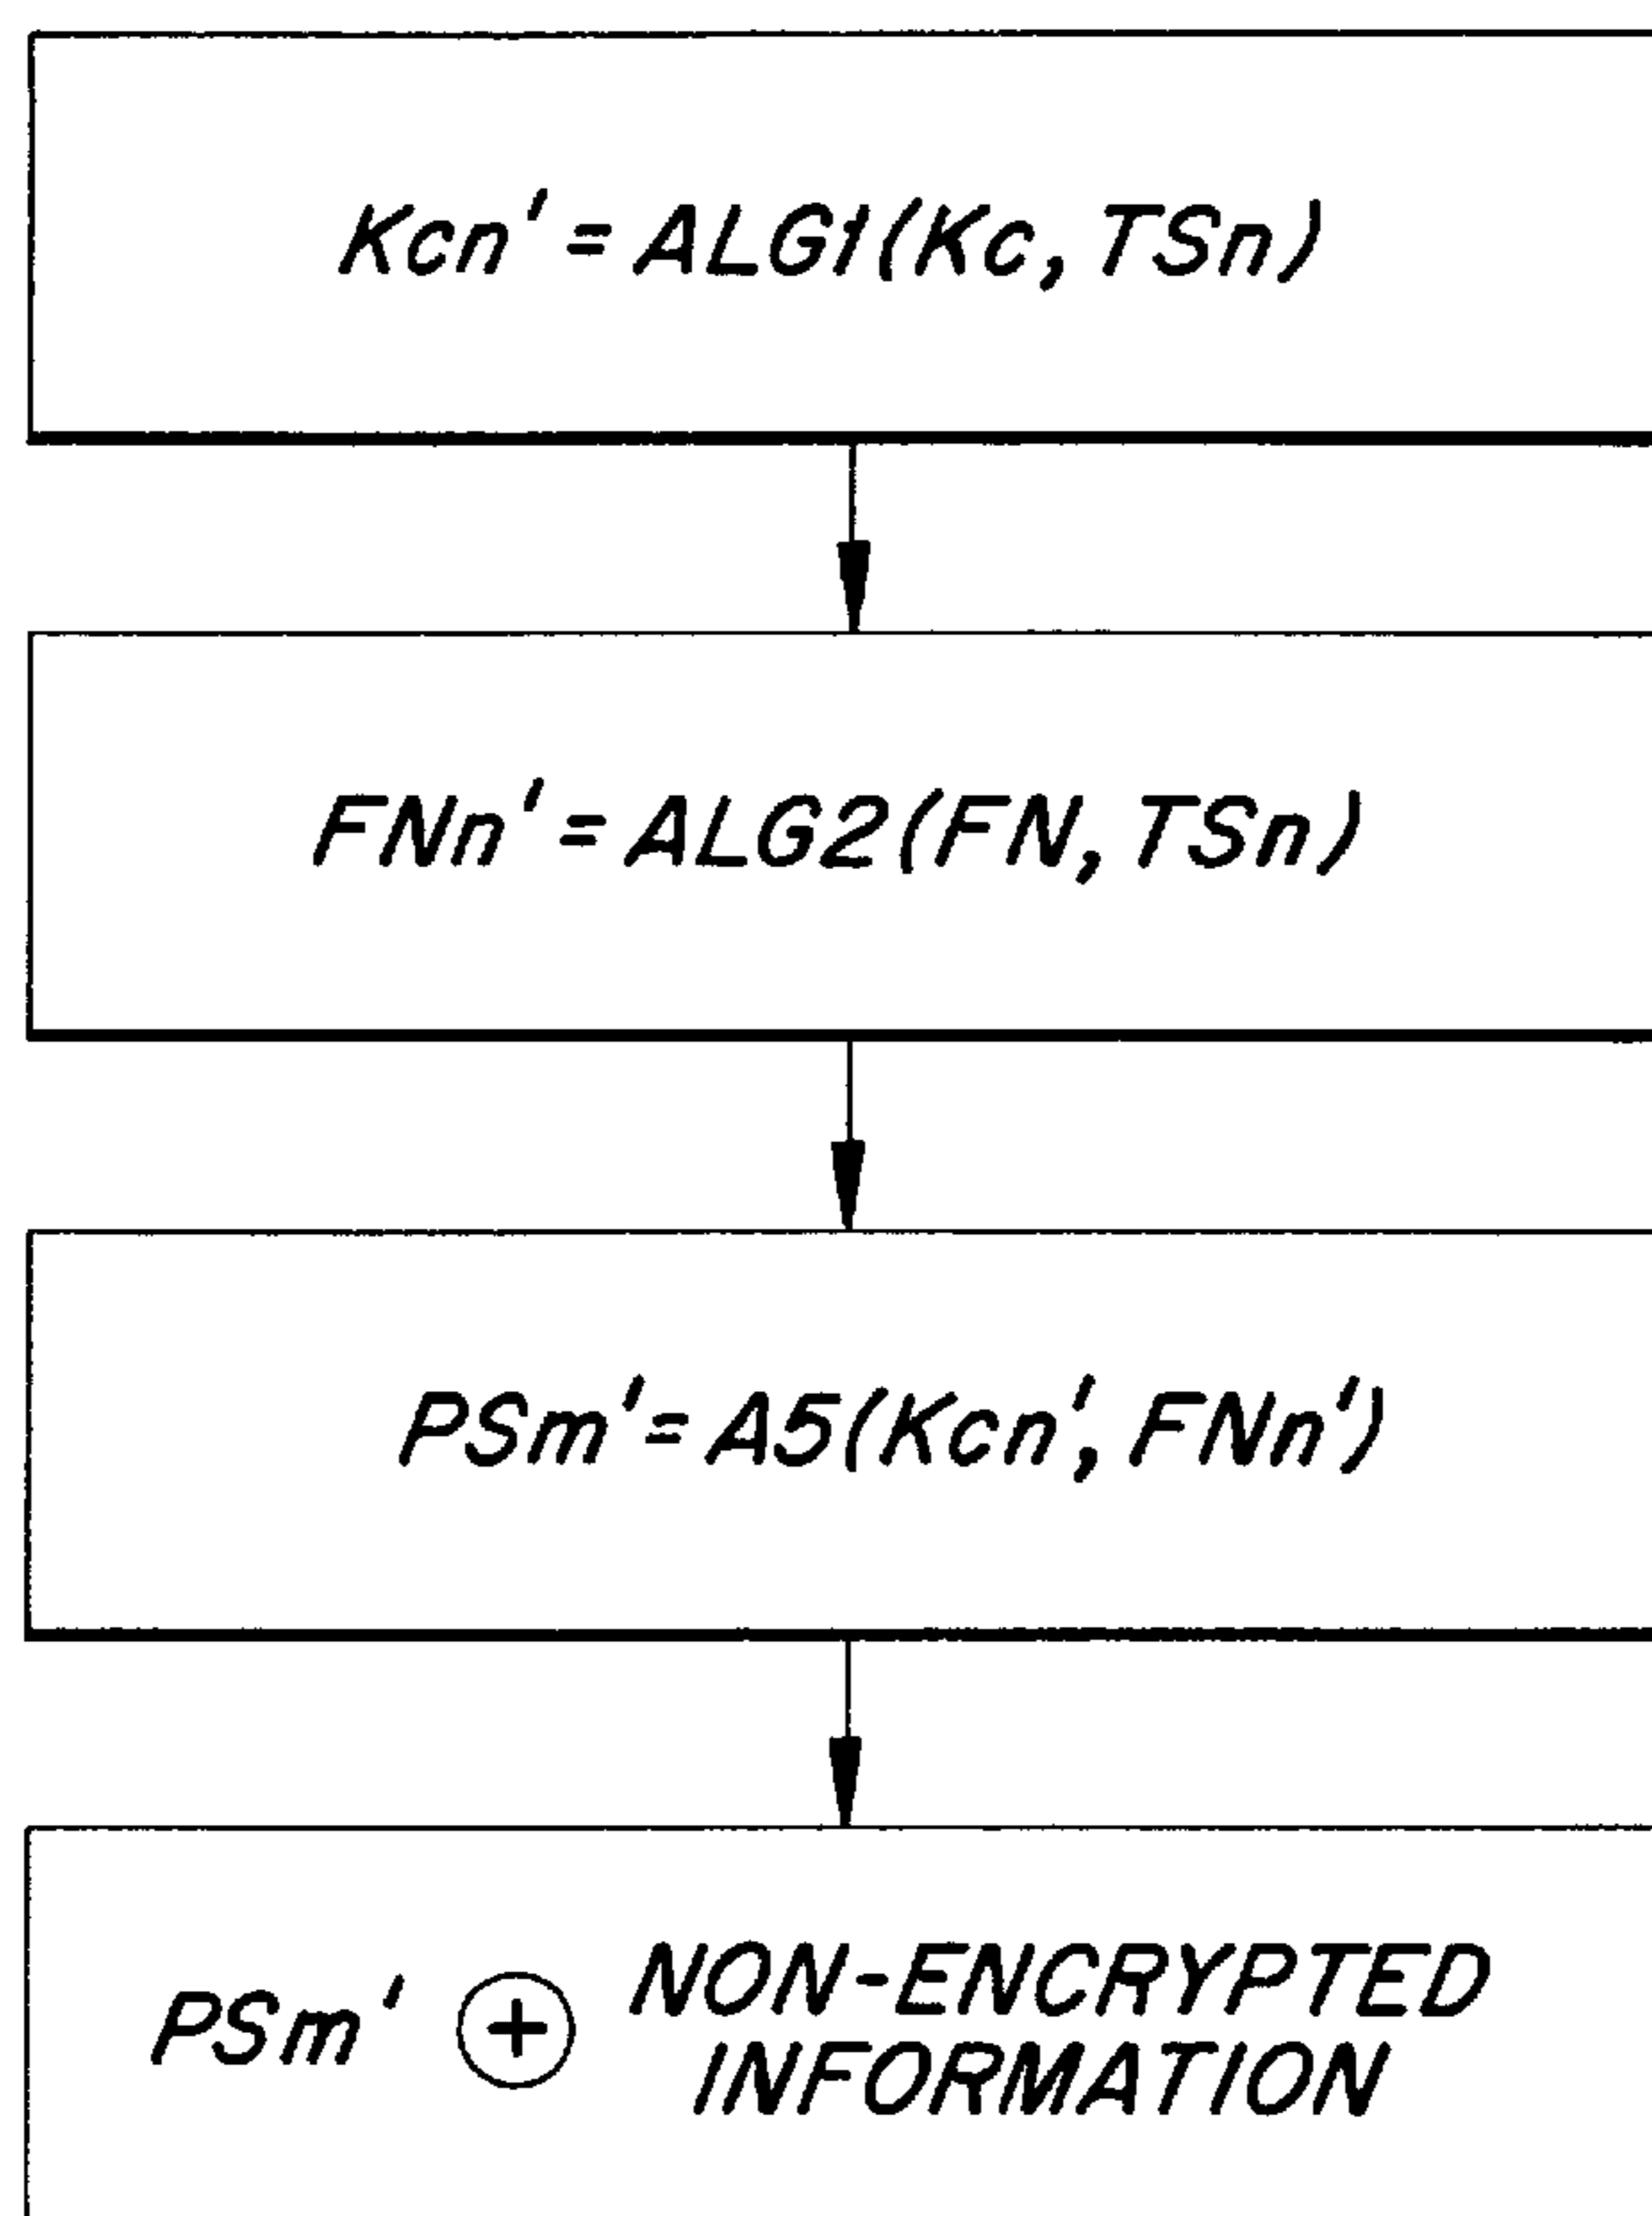 Kcn'=ALG1(Kc,TSn)
FNn'=ALG2(FN,TSn)
PSm'=A5(Kcn',FNn')
PSm' ⊕ NON-ENCRYPTED
INFORMATION